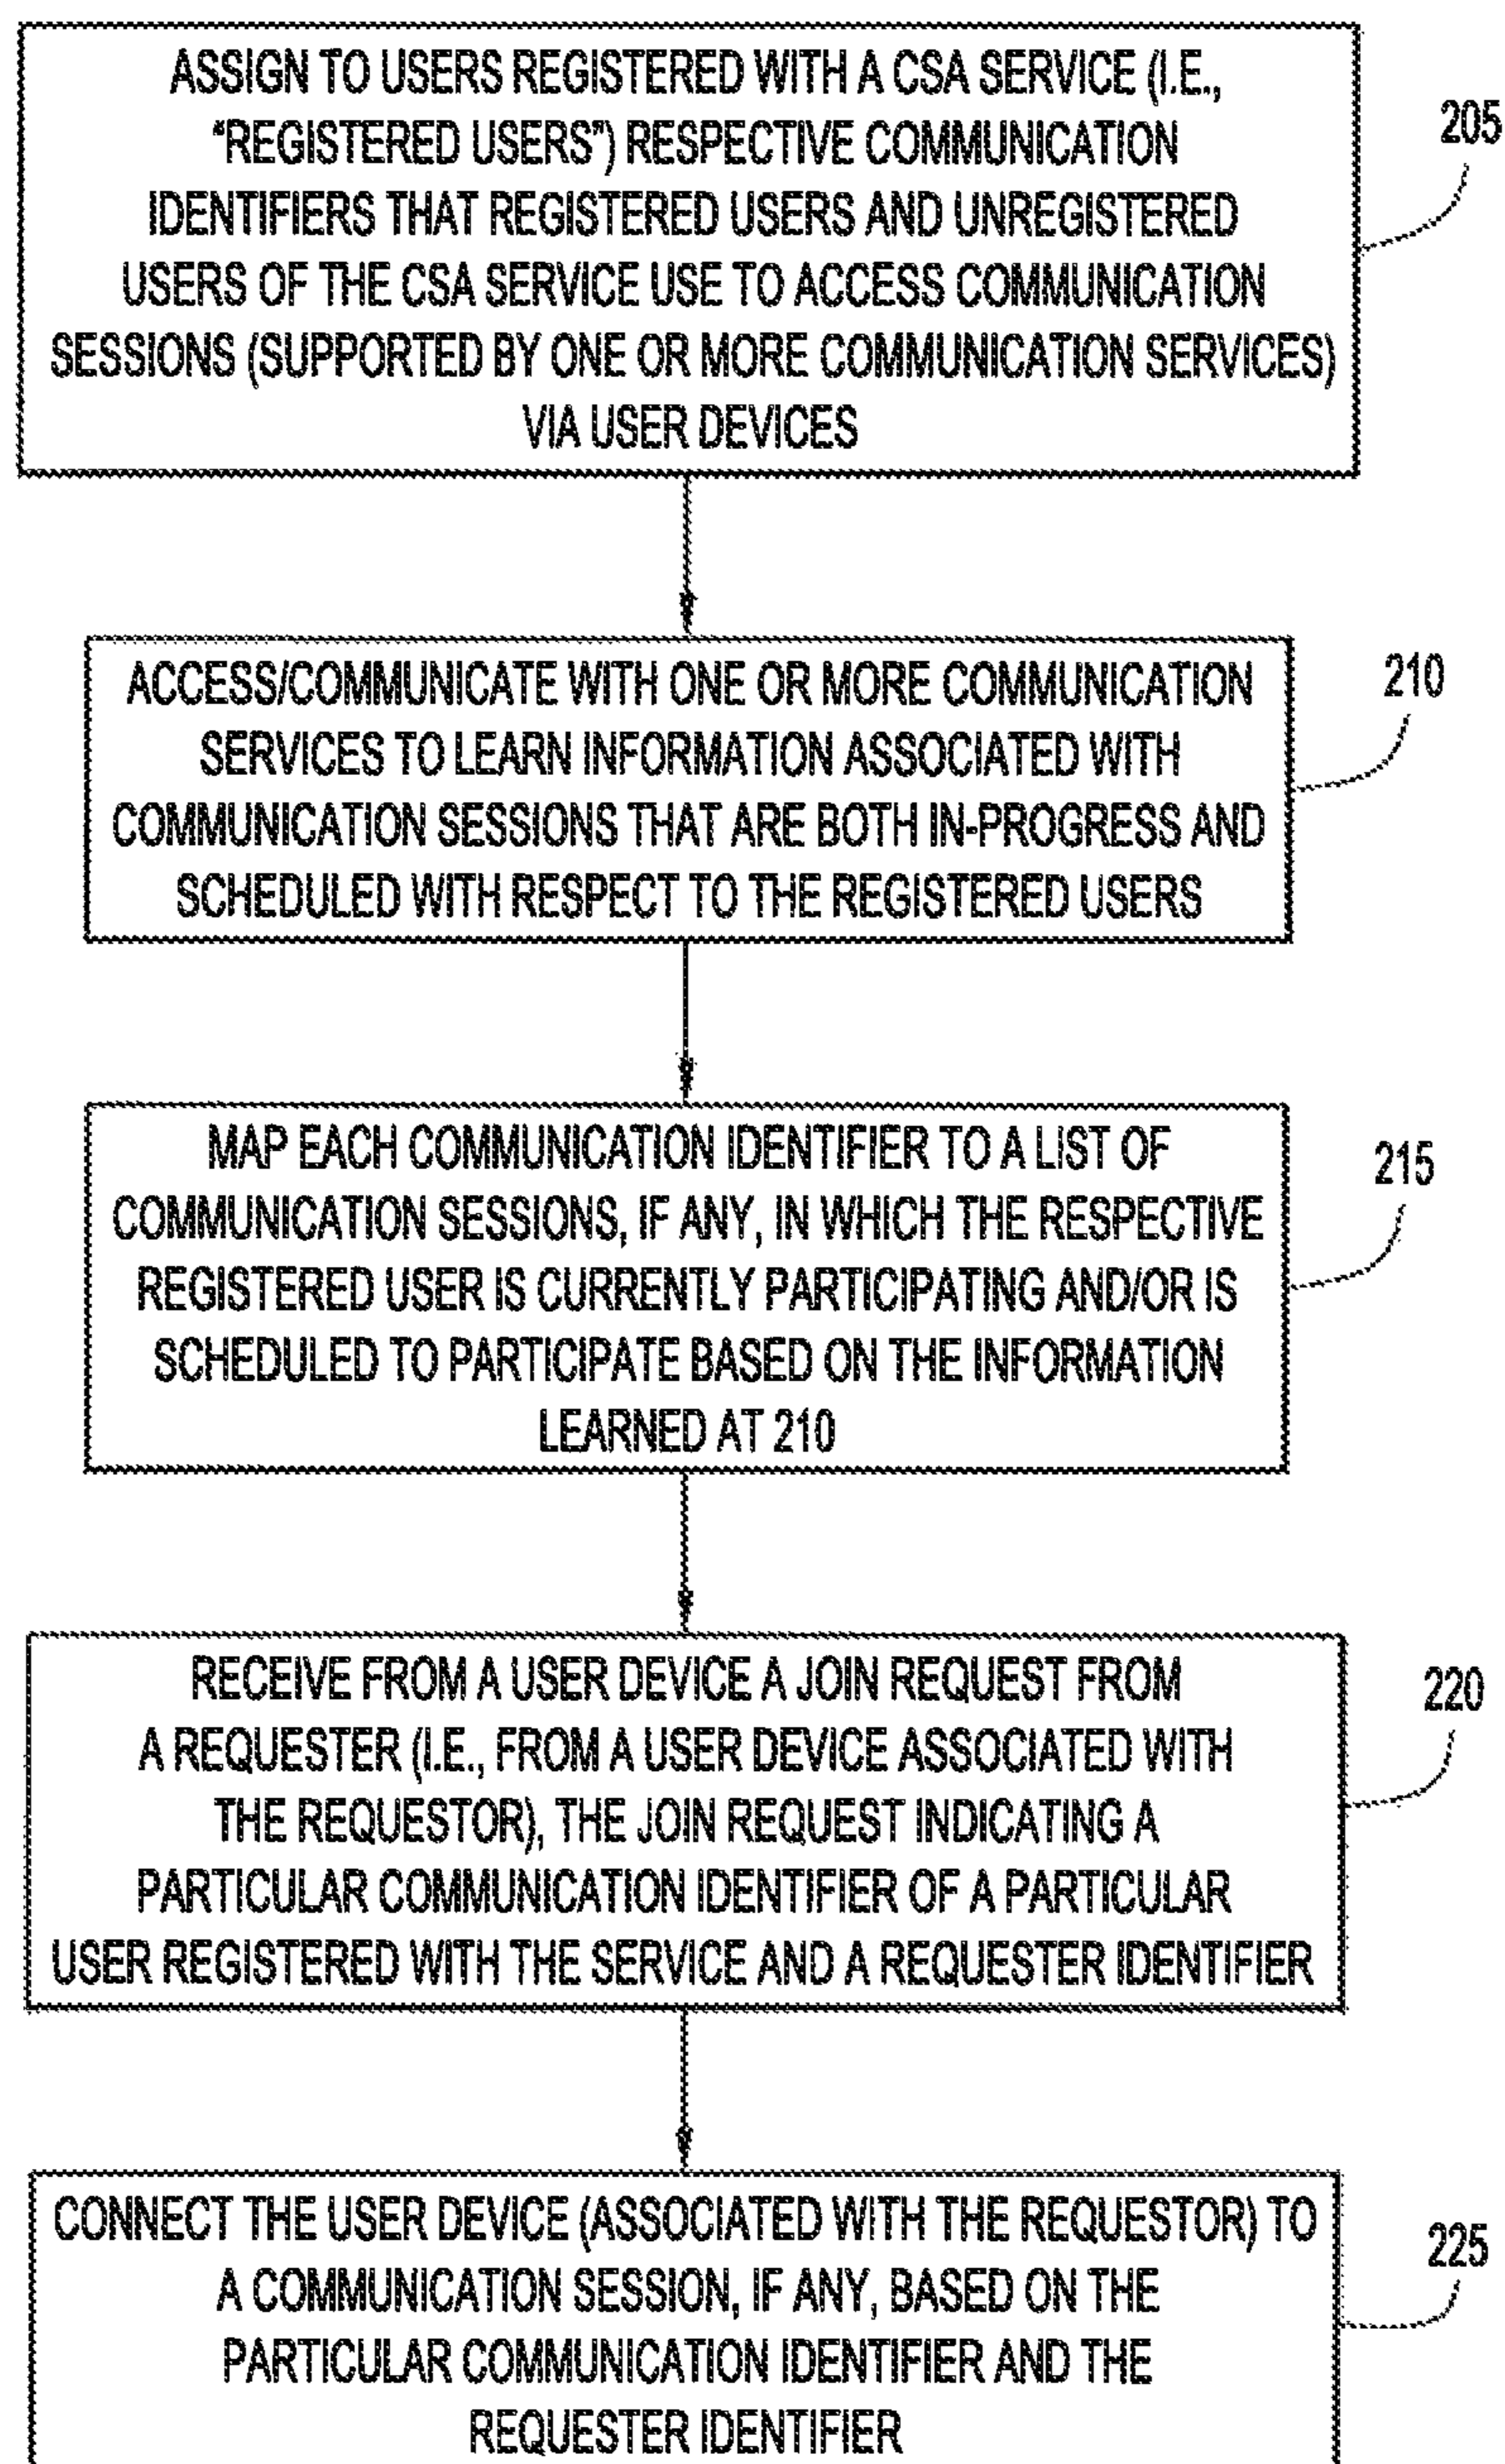 ASSIGN TO USERS REGISTERED WITH A CSA SERVICE (I.E.,
"REGISTERED USERS") RESPECTIVE COMMUNICATION
IDENTIFIERS THAT REGISTERED USERS AND UNREGISTERED
USERS OF THE CSA SERVICE USE TO ACCESS COMMUNICATION
SESSIONS (SUPPORTED BY ONE OR MORE COMMUNICATION SERVICES)
VIA USER DEVICES
205
ACCESS/COMMUNICATE WITH ONE OR MORE COMMUNICATION
SERVICES TO LEARN INFORMATION ASSOCIATED WITH
COMMUNICATION SESSIONS THAT ARE BOTH IN-PROGRESS AND
SCHEDULED WITH RESPECT TO THE REGISTERED USERS
210
MAP EACH COMMUNICATION IDENTIFIER TO A LIST OF
COMMUNICATION SESSIONS, IF ANY, IN WHICH THE RESPECTIVE
REGISTERED USER IS CURRENTLY PARTICIPATING AND/OR IS
SCHEDULED TO PARTICIPATE BASED ON THE INFORMATION
LEARNED AT 210
215
RECEIVE FROM A USER DEVICE A JOIN REQUEST FROM
A REQUESTER (I.E., FROM A USER DEVICE ASSOCIATED WITH
THE REQUESTOR), THE JOIN REQUEST INDICATING A
PARTICULAR COMMUNICATION IDENTIFIER OF A PARTICULAR
USER REGISTERED WITH THE SERVICE AND A REQUESTER IDENTIFIER
220
CONNECT THE USER DEVICE (ASSOCIATED WITH THE REQUESTOR) TO
A COMMUNICATION SESSION, IF ANY, BASED ON THE
PARTICULAR COMMUNICATION IDENTIFIER AND THE
REQUESTER IDENTIFIER
225